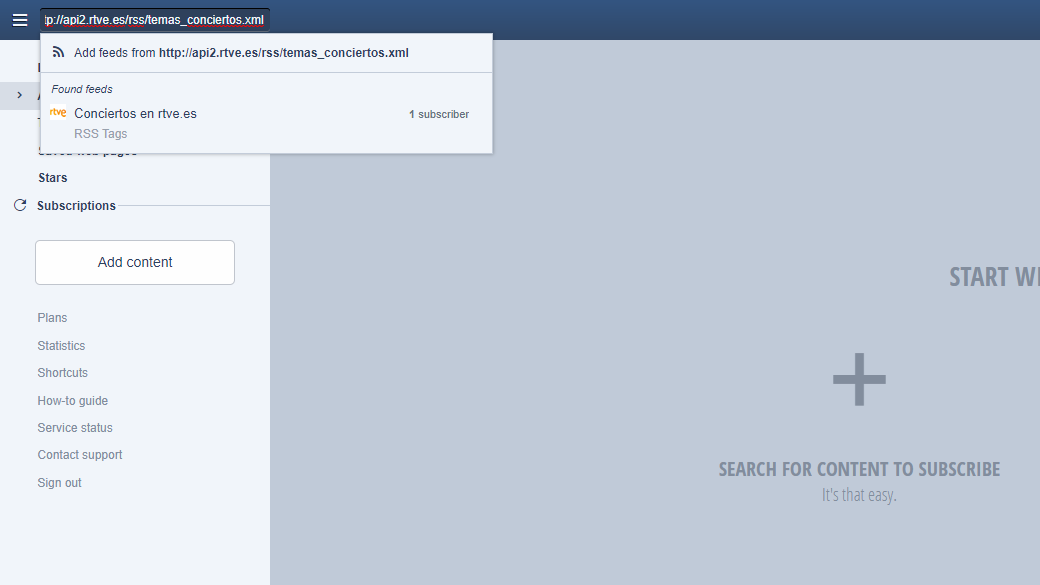 tp://api2.rtve.es/rss/temas_conciertos.xml
Add feeds from http://api2.rtve.es/rss/temas_conciertos.xml
Found feeds
rtve Conciertos en rtve.es 1 subscriber
RSS Tags
Stars
Subscriptions
Add content
Plans
Statistics
Shortcuts
How-to guide
Service status
Contact support
Sign out
START WI
SEARCH FOR CONTENT TO SUBSCRIBE
It's that easy.